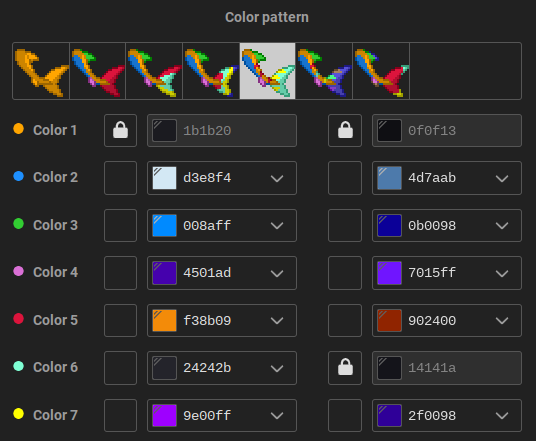 Color pattern
Color 1 1b1b20 0f0f13
Color 2 d3e8f4 4d7aab
Color 3 008aff 0b0098
Color 4 4501ad 7015ff
Color 5 f38b09 902400
Color 6 24242b 14141a
Color 7 9e00ff 2f0098